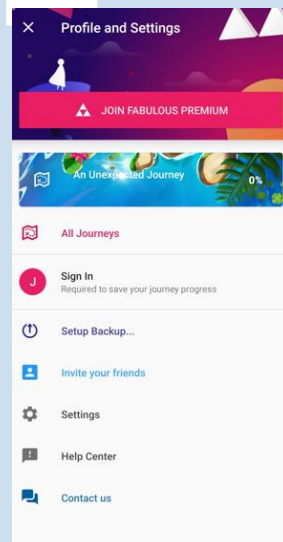 Profile and Settings
JOIN FABULOUS PREMIUM
An Unexpected Journey
0%
All Journeys
J
Sign In
Required to save your journey progress
Setup Backup...
Invite your friends
Settings
Help Center
Contact us